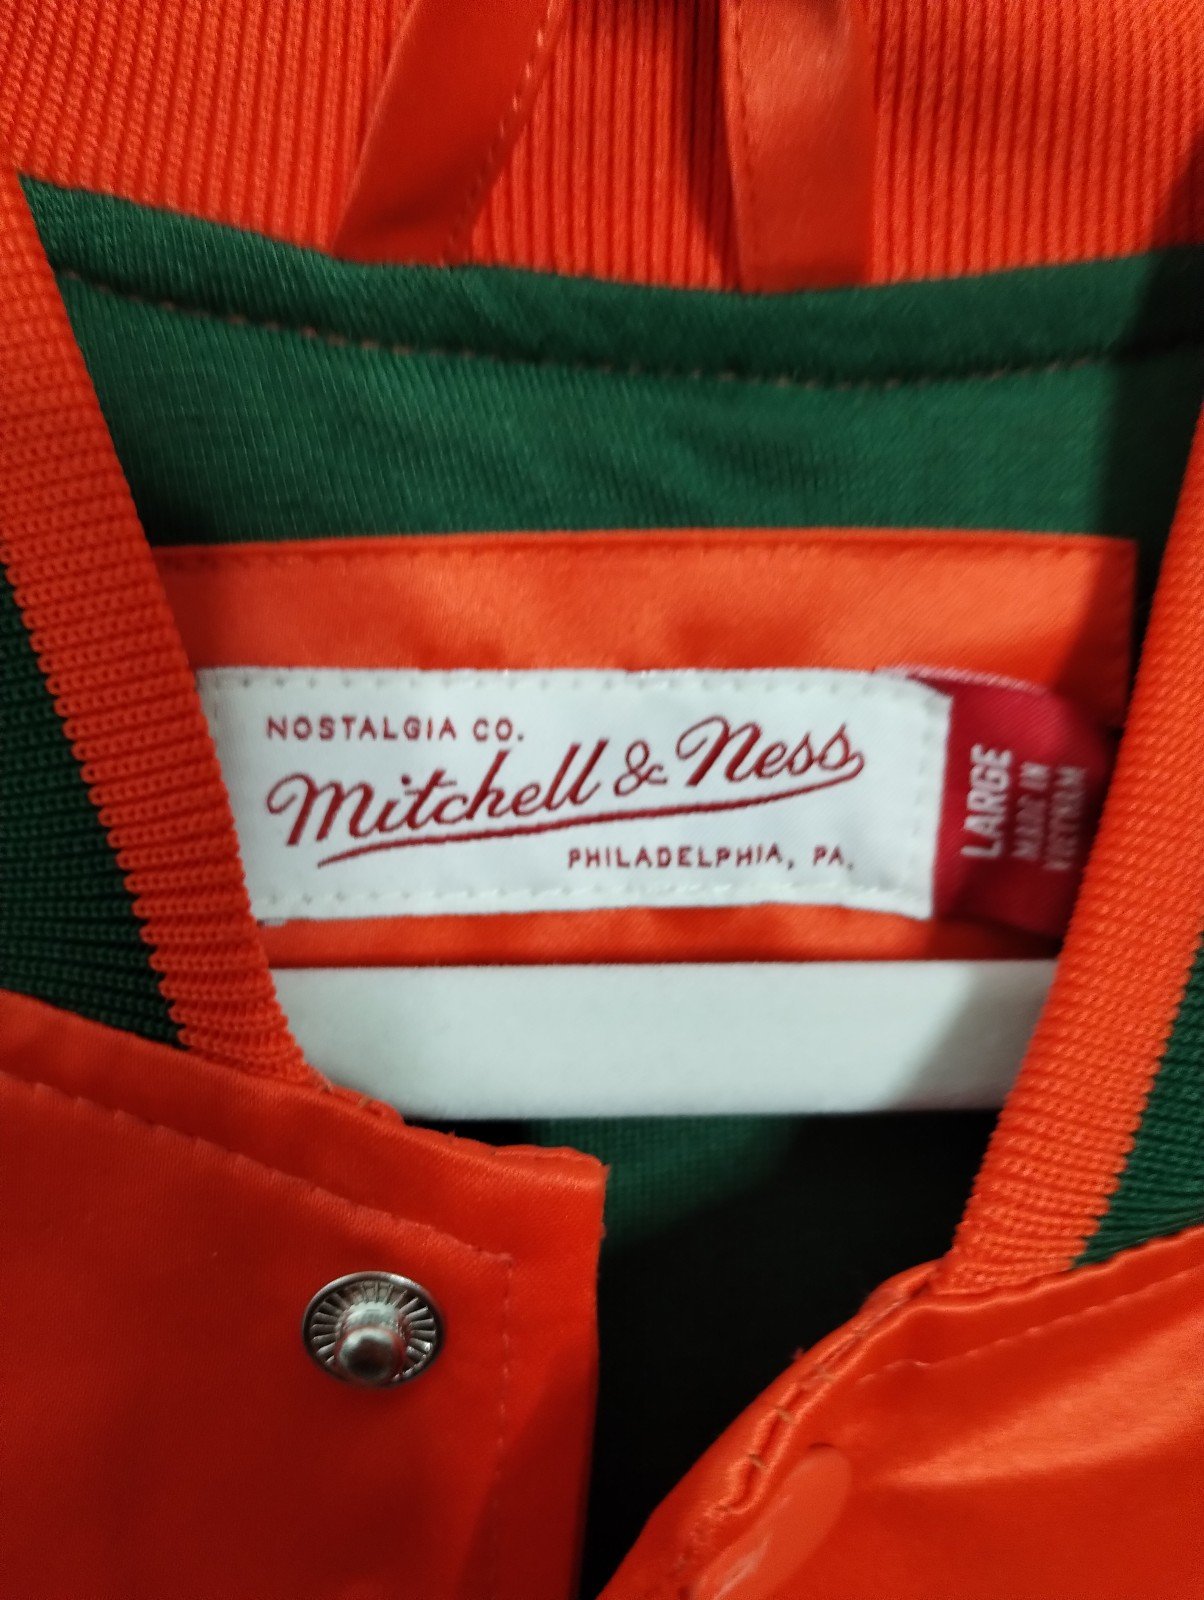 NOSTALGIA CO.
Mitchell & Ness
PHILADELPHIA, PA.
LARGE
MADE IN
VIETNAM